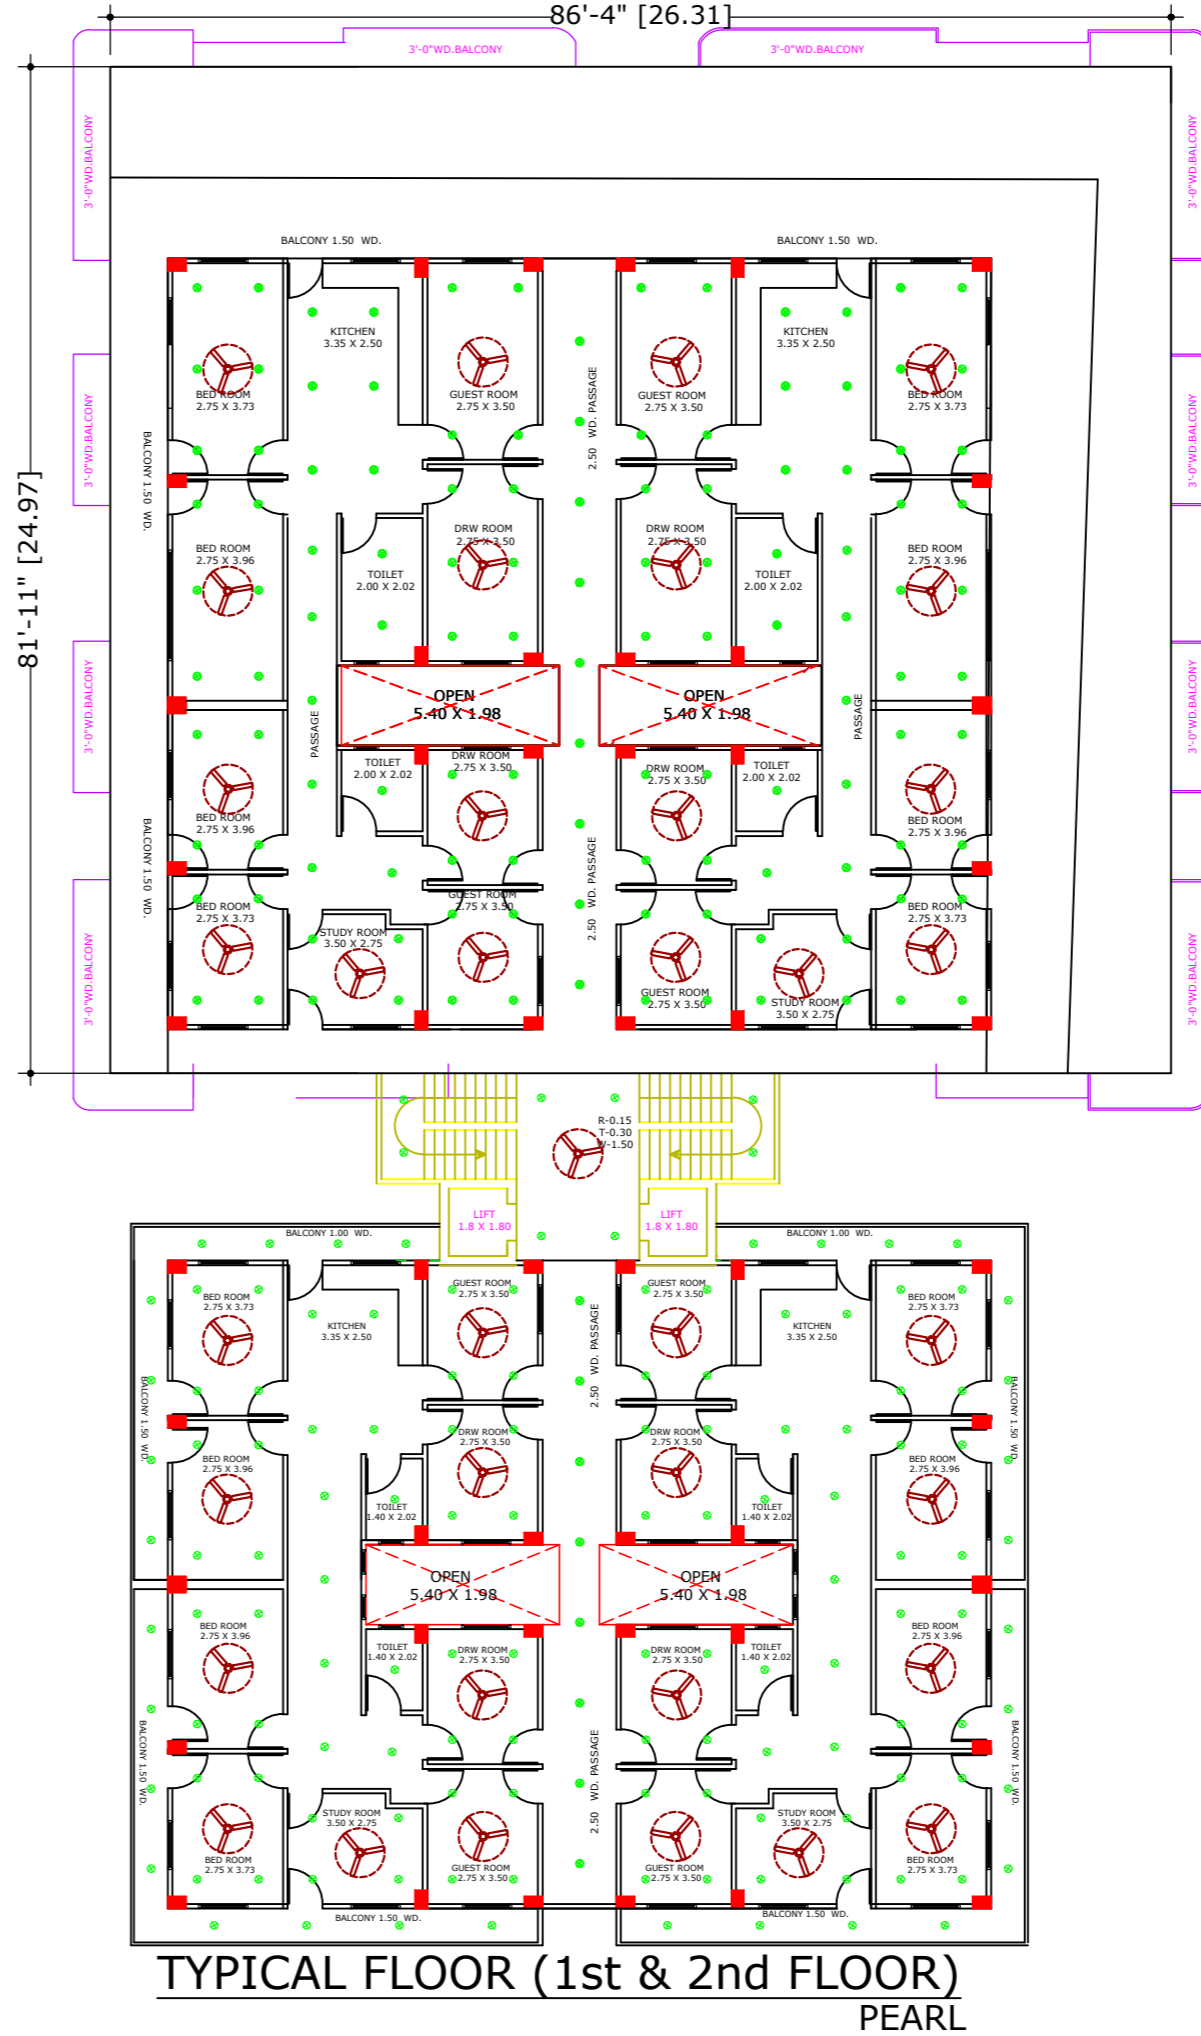 86'-4" [26.31]
3'-0"WD.BALCONY
3'-0"WD.BALCONY
3'-0"WD.BALCONY
3'-0"WD.BALCONY
BALCONY 1.50 WD.
BALCONY 1.50 WD.
KITCHEN
3.35 X 2.50
KITCHEN
3.35 X 2.50
BED ROOM
2.75 X 3.73
GUEST ROOM
2.75 X 3.50
2.50 WD. PASSAGE
GUEST ROOM
2.75 X 3.50
BED ROOM
2.75 X 3.73
3'-0"WD.BALCONY
3'-0"WD.BALCONY
BALCONY 1.50 WD.
81'-11" [24.97]
BED ROOM
2.75 X 3.96
DRW ROOM
2.75 X 3.50
DRW ROOM
2.75 X 3.50
BED ROOM
2.75 X 3.96
TOILET
2.00 X 2.02
TOILET
2.00 X 2.02
3'-0"WD.BALCONY
3'-0"WD.BALCONY
PASSAGE
OPEN
5.40 X 1.98
OPEN
5.40 X 1.98
PASSAGE
TOILET
2.00 X 2.02
DRW ROOM
2.75 X 3.50
DRW ROOM
2.75 X 3.50
TOILET
2.00 X 2.02
BED ROOM
2.75 X 3.96
BED ROOM
2.75 X 3.96
BALCONY 1.50 WD.
2.50 WD. PASSAGE
BED ROOM
2.75 X 3.73
GUEST ROOM
2.75 X 3.50
BED ROOM
2.75 X 3.73
STUDY ROOM
3.50 X 2.75
3'-0"WD.BALCONY
3'-0"WD.BALCONY
GUEST ROOM
2.75 X 3.50
STUDY ROOM
3.50 X 2.75
R-0.15
T-0.30
W-1.50
LIFT
1.8 X 1.80
LIFT
1.8 X 1.80
BALCONY 1.00 WD.
BALCONY 1.00 WD.
BED ROOM
2.75 X 3.73
GUEST ROOM
2.75 X 3.50
GUEST ROOM
2.75 X 3.50
BED ROOM
2.75 X 3.73
KITCHEN
3.35 X 2.50
KITCHEN
3.35 X 2.50
2.50 WD. PASSAGE
BALCONY 1.50 WD.
BALCONY 1.50 WD.
BED ROOM
2.75 X 3.96
DRW ROOM
2.75 X 3.50
DRW ROOM
2.75 X 3.50
BED ROOM
2.75 X 3.96
TOILET
1.40 X 2.02
TOILET
1.40 X 2.02
OPEN
5.40 X 1.98
OPEN
5.40 X 1.98
BED ROOM
2.75 X 3.96
TOILET
1.40 X 2.02
DRW ROOM
2.75 X 3.50
DRW ROOM
2.75 X 3.50
TOILET
1.40 X 2.02
BED ROOM
2.75 X 3.96
BALCONY 1.50 WD.
2.50 WD. PASSAGE
BALCONY 1.50 WD.
STUDY ROOM
3.50 X 2.75
STUDY ROOM
3.50 X 2.75
BED ROOM
2.75 X 3.73
GUEST ROOM
2.75 X 3.50
GUEST ROOM
2.75 X 3.50
BED ROOM
2.75 X 3.73
BALCONY 1.50 WD.
BALCONY 1.50 WD.
TYPICAL FLOOR (1st & 2nd FLOOR)
PEARL